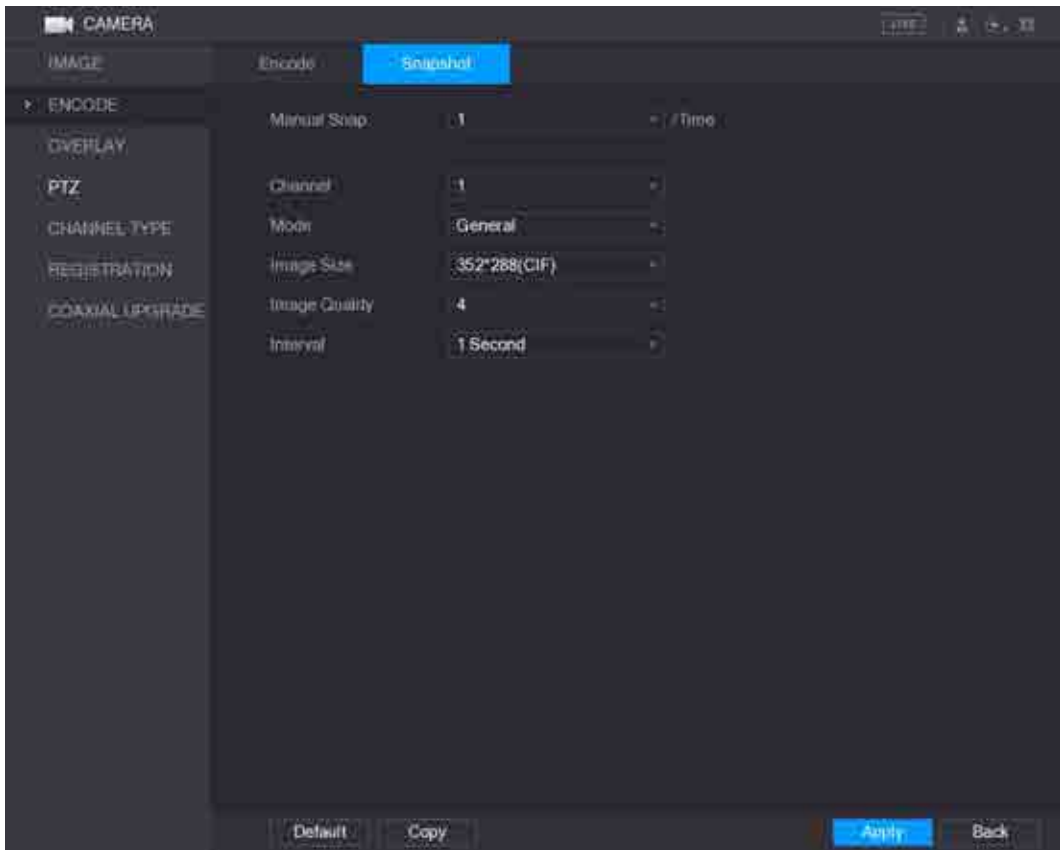 CAMERA
LIVE
IMAGE
Encode
Snapshot
ENCODE
Manual Snap
1
/Time
OVERLAY
PTZ
Channel
1
CHANNEL TYPE
Mode
General
REGISTRATION
Image Size
352*288(CIF)
COAXIAL UPGRADE
Image Quality
4
Interval
1 Second
Default
Copy
Apply
Back